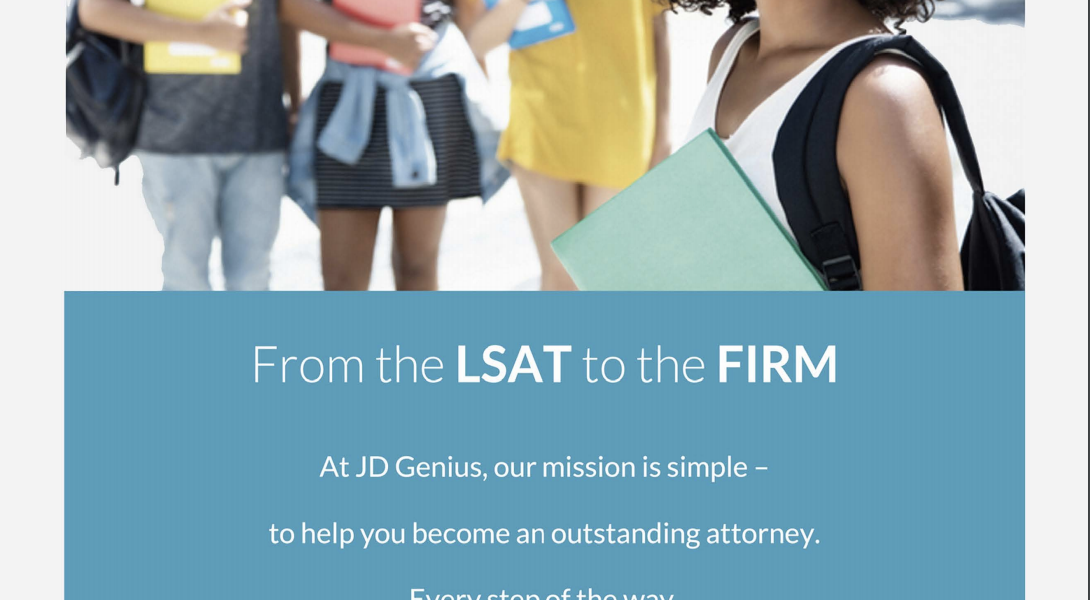 From the LSAT to the FIRM
At JD Genius, our mission is simple –
to help you become an outstanding attorney.
Every step of the way.